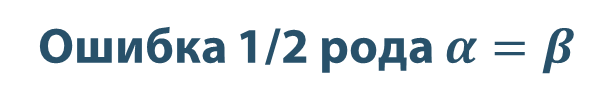 Ошибка 1/2 рода α = β